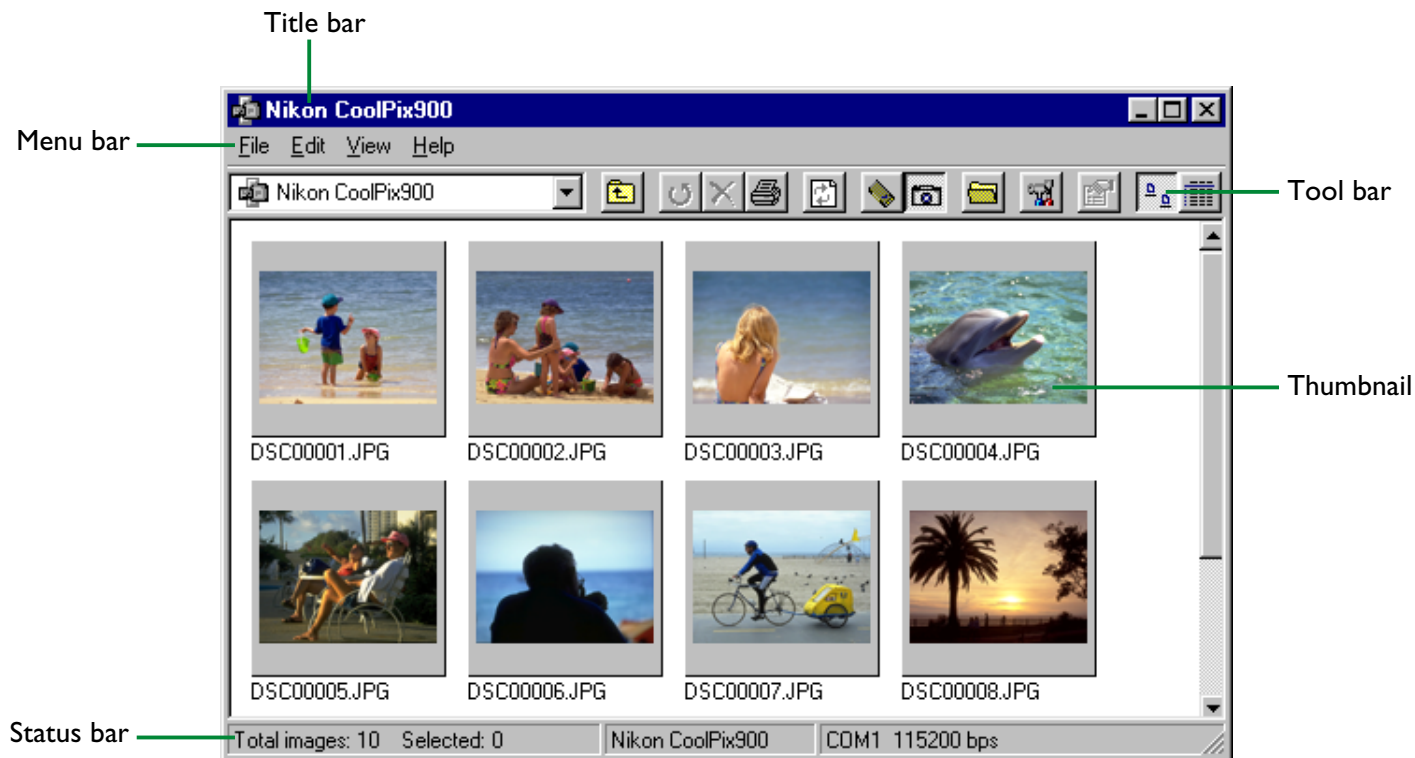 Title bar
Nikon CoolPix900
Menu bar
File Edit View Help
Nikon CoolPix900
Tool bar
Thumbnail
DSC00001.JPG DSC00002.JPG DSC00003.JPG DSC00004.JPG
DSC00005.JPG DSC00006.JPG DSC00007.JPG DSC00008.JPG
Status bar
Total images: 10 Selected: 0 Nikon CoolPix900 COM1 115200 bps